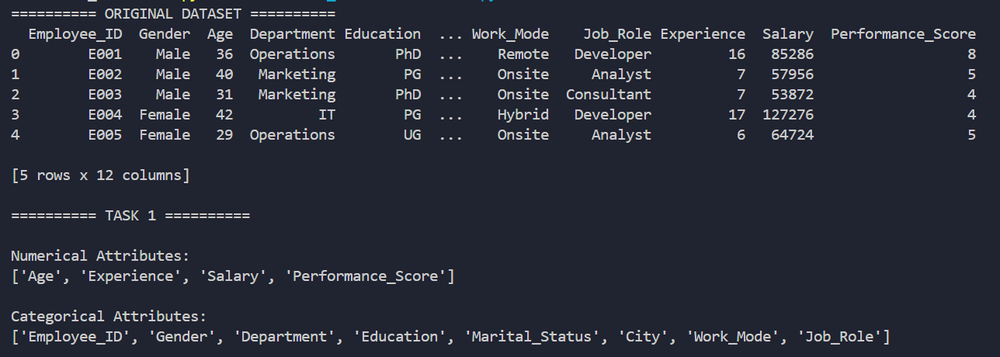 ========== ORIGINAL DATASET ==========
  Employee_ID  Gender  Age  Department Education  ... Work_Mode    Job_Role Experience  Salary  Performance_Score
0        E001    Male   36  Operations       PhD  ...    Remote   Developer         16   85286                  8
1        E002    Male   40   Marketing        PG  ...    Onsite     Analyst          7   57956                  5
2        E003    Male   31   Marketing       PhD  ...    Onsite  Consultant          7   53872                  4
3        E004  Female   42          IT        PG  ...    Hybrid   Developer         17  127276                  4
4        E005  Female   29  Operations        UG  ...    Onsite     Analyst          6   64724                  5
[5 rows x 12 columns]
========== TASK 1 ==========
Numerical Attributes:
['Age', 'Experience', 'Salary', 'Performance_Score']
Categorical Attributes:
['Employee_ID', 'Gender', 'Department', 'Education', 'Marital_Status', 'City', 'Work_Mode', 'Job_Role']